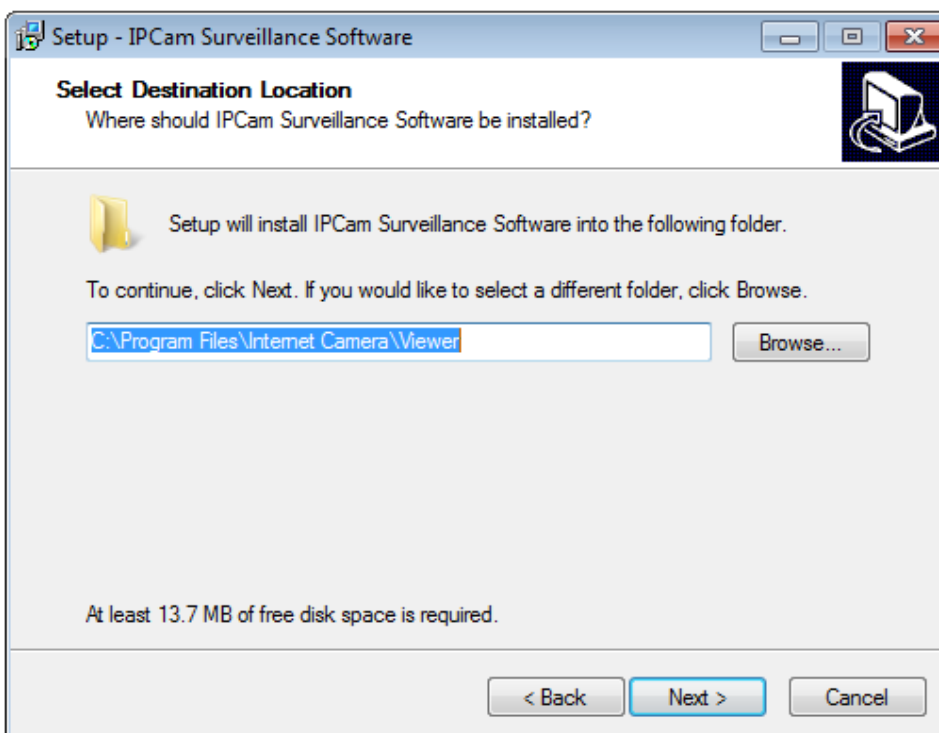 Setup - IPCam Surveillance Software
Select Destination Location
Where should IPCam Surveillance Software be installed?
Setup will install IPCam Surveillance Software into the following folder.
To continue, click Next. If you would like to select a different folder, click Browse.
C:\Program Files\Internet Camera\Viewer
Browse...
At least 13.7 MB of free disk space is required.
< Back
Next >
Cancel